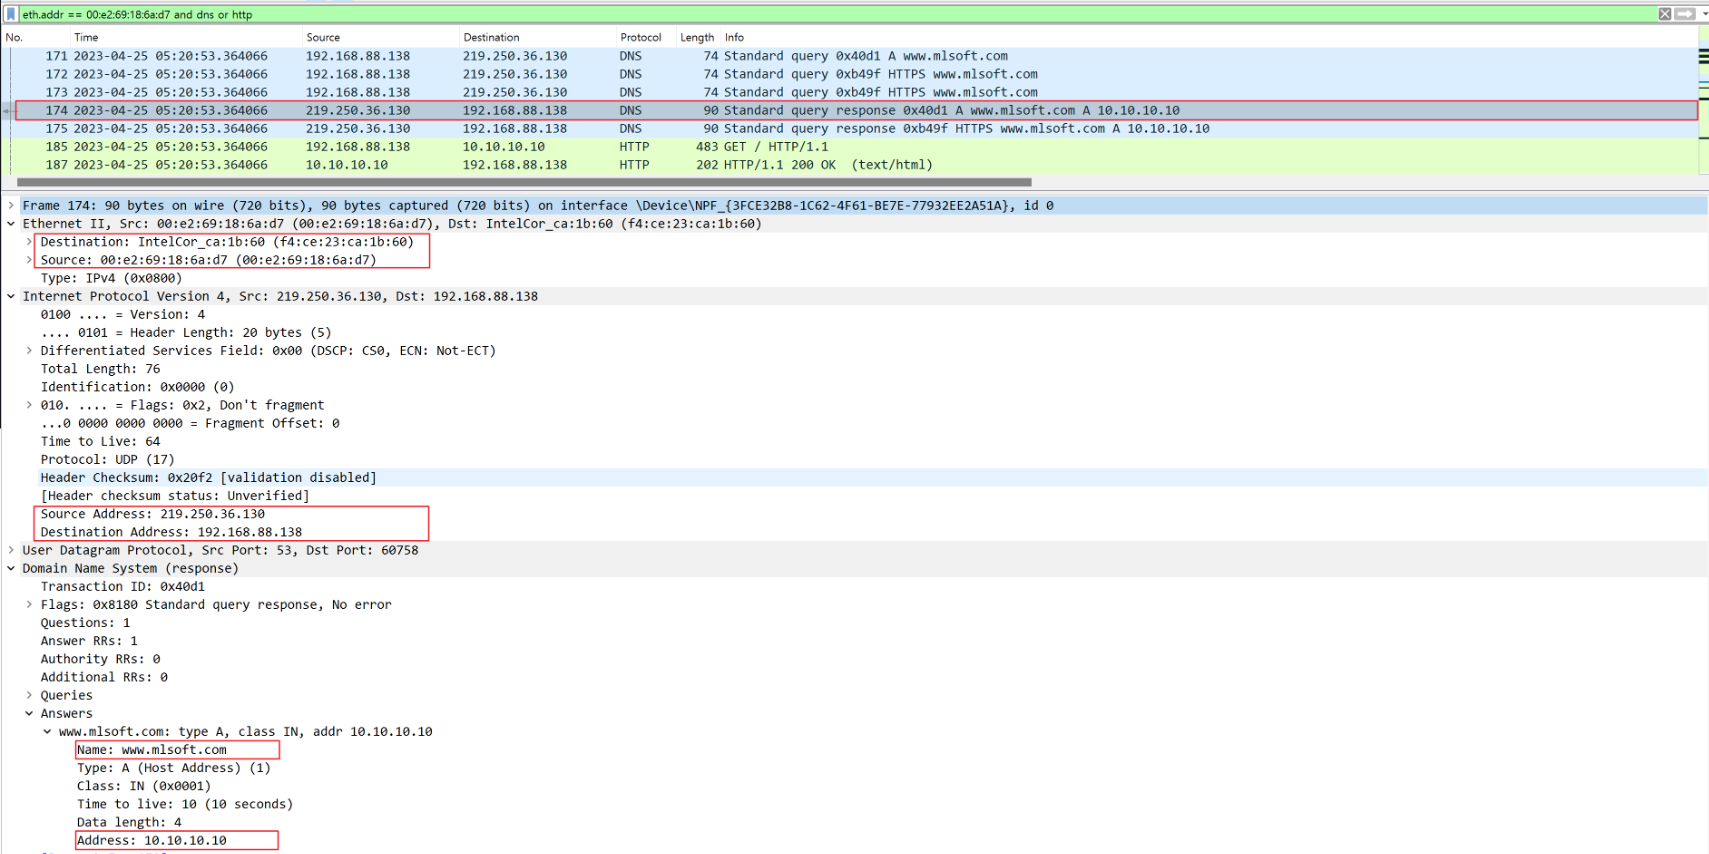 eth.addr == 00:e2:69:18:6a:d7 and dns or http
No. Time Source Destination Protocol Length Info
171 2023-04-25 05:20:53.364066 192.168.88.138 219.250.36.130 DNS 74 Standard query 0x40d1 A www.mlsoft.com
172 2023-04-25 05:20:53.364066 192.168.88.138 219.250.36.130 DNS 74 Standard query 0xb49f HTTPS www.mlsoft.com
173 2023-04-25 05:20:53.364066 192.168.88.138 219.250.36.130 DNS 74 Standard query 0xb49f HTTPS www.mlsoft.com
174 2023-04-25 05:20:53.364066 219.250.36.130 192.168.88.138 DNS 90 Standard query response 0x40d1 A www.mlsoft.com A 10.10.10.10
175 2023-04-25 05:20:53.364066 219.250.36.130 192.168.88.138 DNS 90 Standard query response 0xb49f HTTPS www.mlsoft.com A 10.10.10.10
185 2023-04-25 05:20:53.364066 192.168.88.138 10.10.10.10 HTTP 483 GET / HTTP/1.1
187 2023-04-25 05:20:53.364066 10.10.10.10 192.168.88.138 HTTP 202 HTTP/1.1 200 OK (text/html)
Frame 174: 90 bytes on wire (720 bits), 90 bytes captured (720 bits) on interface \Device\NPF_{3FCE32B8-1C62-4F61-BE7E-77932EE2A51A}, id 0
Ethernet II, Src: 00:e2:69:18:6a:d7 (00:e2:69:18:6a:d7), Dst: IntelCor_ca:1b:60 (f4:ce:23:ca:1b:60)
Destination: IntelCor_ca:1b:60 (f4:ce:23:ca:1b:60)
Source: 00:e2:69:18:6a:d7 (00:e2:69:18:6a:d7)
Type: IPv4 (0x0800)
Internet Protocol Version 4, Src: 219.250.36.130, Dst: 192.168.88.138
0100 .... = Version: 4
.... 0101 = Header Length: 20 bytes (5)
Differentiated Services Field: 0x00 (DSCP: CS0, ECN: Not-ECT)
Total Length: 76
Identification: 0x0000 (0)
010. .... = Flags: 0x2, Don't fragment
...0 0000 0000 0000 = Fragment Offset: 0
Time to Live: 64
Protocol: UDP (17)
Header Checksum: 0x20f2 [validation disabled]
[Header checksum status: Unverified]
Source Address: 219.250.36.130
Destination Address: 192.168.88.138
User Datagram Protocol, Src Port: 53, Dst Port: 60758
Domain Name System (response)
Transaction ID: 0x40d1
Flags: 0x8180 Standard query response, No error
Questions: 1
Answer RRs: 1
Authority RRs: 0
Additional RRs: 0
Queries
Answers
www.mlsoft.com: type A, class IN, addr 10.10.10.10
Name: www.mlsoft.com
Type: A (Host Address) (1)
Class: IN (0x0001)
Time to live: 10 (10 seconds)
Data length: 4
Address: 10.10.10.10